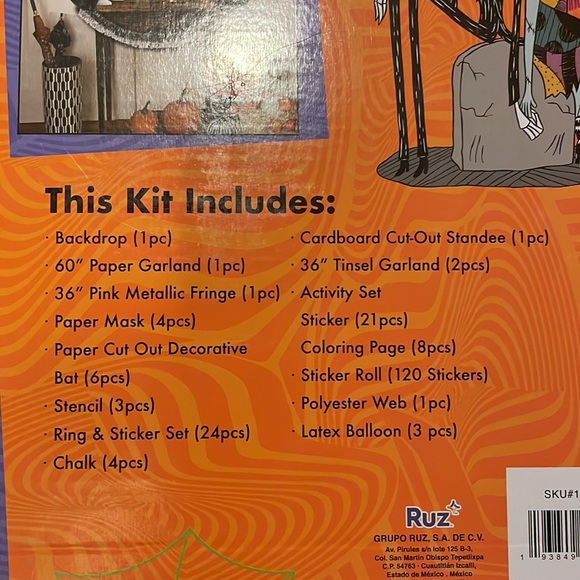 This Kit Includes:
· Backdrop (1pc)
· 60” Paper Garland (1pc)
· 36” Pink Metallic Fringe (1pc)
· Paper Mask (4pcs)
· Paper Cut Out Decorative
Bat (6pcs)
· Stencil (3pcs)
· Ring & Sticker Set (24pcs)
· Chalk (4pcs)
· Cardboard Cut-Out Standee (1pc)
· 36” Tinsel Garland (2pcs)
· Activity Set
Sticker (21pcs)
Coloring Page (8pcs)
· Sticker Roll (120 Stickers)
· Polyester Web (1pc)
· Latex Balloon (3 pcs)
Ruz
GRUPO RUZ, S.A. DE C.V.
Av. Pirules s/n lote 125 B-3,
Col. San Martín Obispo Tepetlixpa
C.P. 54763 · Cuautitlán Izcalli,
Estado de México . México
SKU#1
1 93849